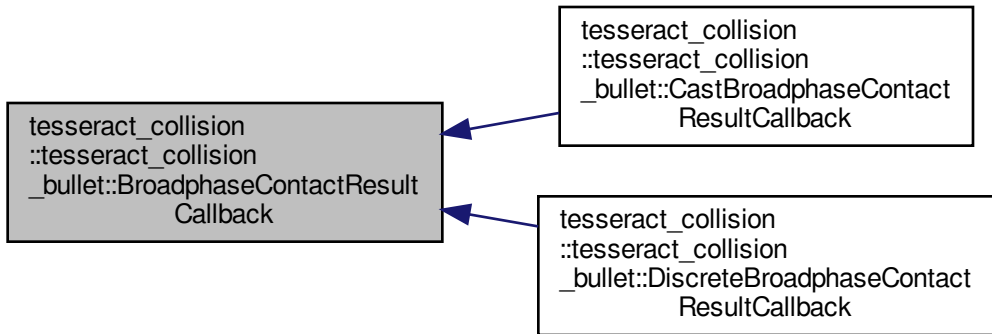 tesseract_collision
::tesseract_collision
_bullet::BroadphaseContactResult
Callback
tesseract_collision
::tesseract_collision
_bullet::CastBroadphaseContact
ResultCallback
tesseract_collision
::tesseract_collision
_bullet::DiscreteBroadphaseContact
ResultCallback